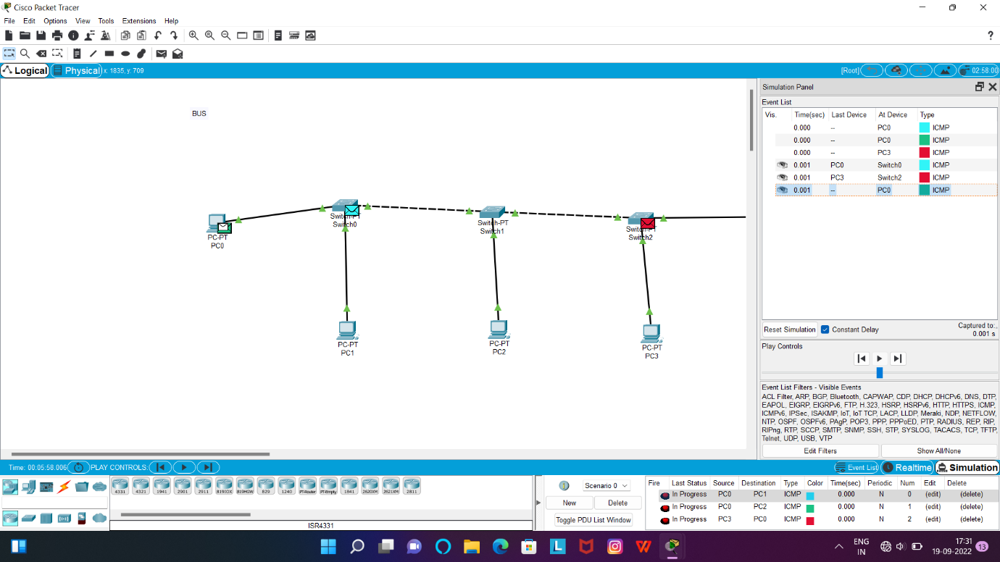 Cisco Packet Tracer
File Edit Options View Tools Extensions Help
?
Logical Physical x: 1835, y: 709 [Root] 02:58:00
BUS
PC-PT
PC0
Switch-PT
Switch0
Switch-PT
Switch1
Switch-PT
Switch2
PC-PT
PC1
PC-PT
PC2
PC-PT
PC3
Simulation Panel
Event List
Vis. Time(sec) Last Device At Device Type
0.000 -- PC0 ICMP
0.000 -- PC0 ICMP
0.000 -- PC3 ICMP
0.001 PC0 Switch0 ICMP
0.001 PC3 Switch2 ICMP
0.001 -- PC0 ICMP
Reset Simulation Constant Delay Captured to:
0.001 s
Play Controls
Event List Filters - Visible Events
ACL Filter, ARP, BGP, Bluetooth, CAPWAP, CDP, DHCP, DHCPv6, DNS, DTP,
EAPOL, EIGRP, EIGRPv6, FTP, H.323, HSRP, HSRPv6, HTTP, HTTPS, ICMP,
ICMPv6, IPSec, ISAKMP, IoT, IoT TCP, LACP, LLDP, Meraki, NDP, NETFLOW,
NTP, OSPF, OSPFv6, PAgP, POP3, PPP, PPPoED, PTP, RADIUS, REP, RIP,
RIPng, RTP, SCCP, SMTP, SNMP, SSH, STP, SYSLOG, TACACS, TCP, TFTP,
Telnet, UDP, USB, VTP
Edit Filters Show All/None
Time: 00:05:58.006 PLAY CONTROLS: Event List Realtime Simulation
4331 4321 1941 2901 2911 819IOX 819HGW 829 1240 PT-Router PT-Empty 1841 2620XM 2621XM 2811
ISR4331
Scenario 0
New Delete
Toggle PDU List Window
Fire Last Status Source Destination Type Color Time(sec) Periodic Num Edit Delete
In Progress PC0 PC1 ICMP 0.000 N 0 (edit) (delete)
In Progress PC0 PC2 ICMP 0.000 N 1 (edit) (delete)
In Progress PC3 PC0 ICMP 0.000 N 2 (edit) (delete)
L
ENG
IN
17:31
19-09-2022
13